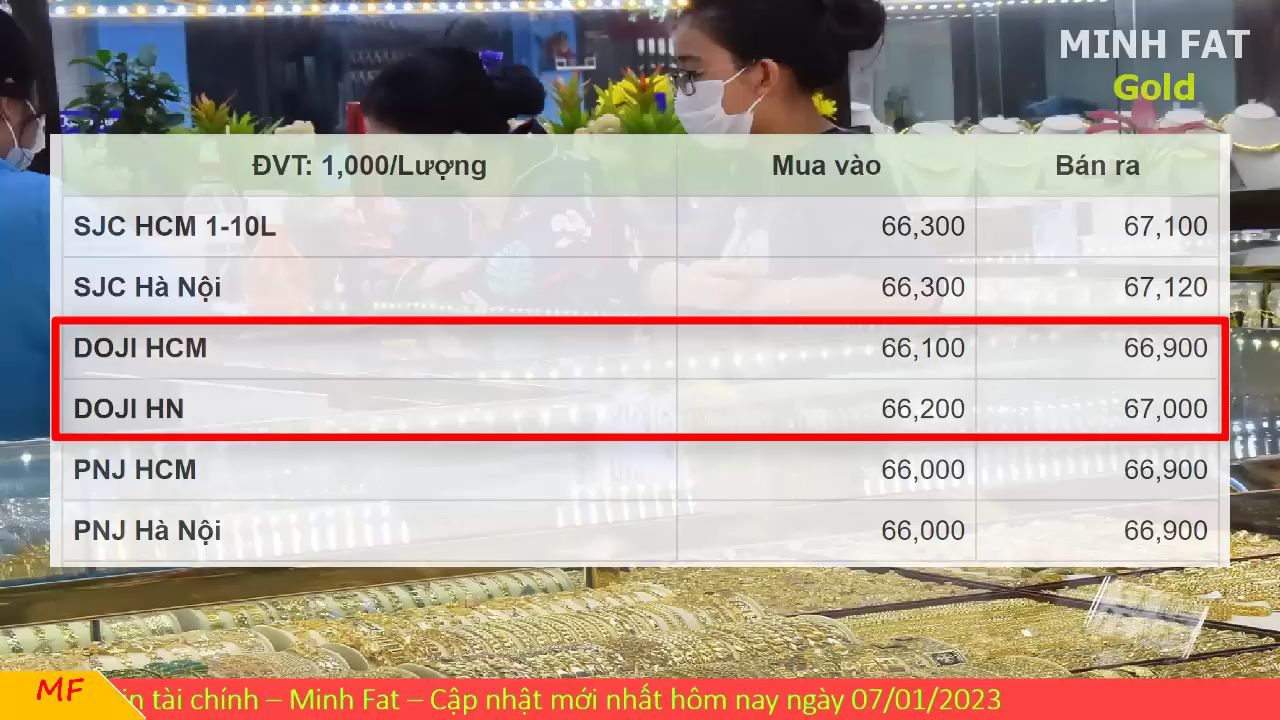 MINH FAT
Gold
ĐVT: 1,000/Lượng Mua vào Bán ra
SJC HCM 1-10L 66,300 67,100
SJC Hà Nội 66,300 67,120
DOJI HCM 66,100 66,900
DOJI HN 66,200 67,000
PNJ HCM 66,000 66,900
PNJ Hà Nội 66,000 66,900
MF tài chính – Minh Fat – Cập nhật mới nhất hôm nay ngày 07/01/2023